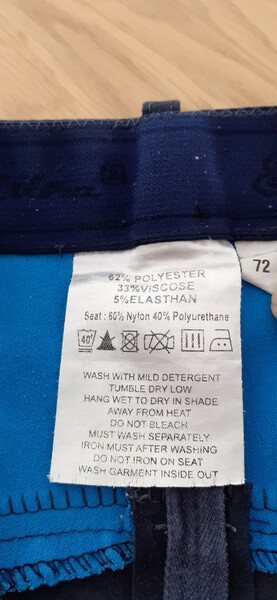 62% POLYESTER
33% VISCOSE
5% ELASTHAN
Seat: 60% Nylon 40% Polyurethane
72
40°
WASH WITH MILD DETERGENT
TUMBLE DRY LOW
HANG WET TO DRY IN SHADE
AWAY FROM HEAT
DO NOT BLEACH
MUST WASH SEPARATELY
IRON MUST AFTER WASHING
DO NOT IRON ON SEAT
WASH GARMENT INSIDE OUT